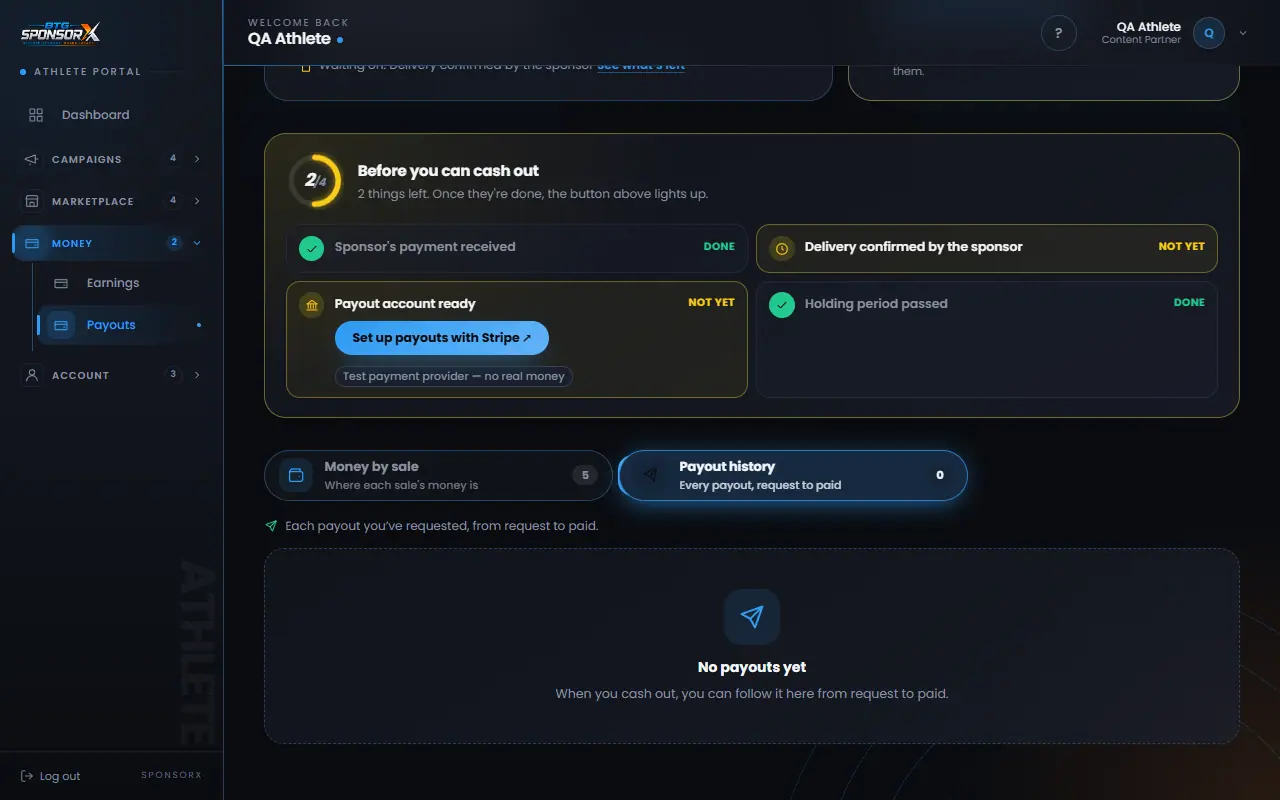 BTG
SPONSORX
WELCOME BACK
QA Athlete
?
QA Athlete
Content Partner
Q
ATHLETE PORTAL
Dashboard
CAMPAIGNS 4
MARKETPLACE 4
MONEY 2
Earnings
Payouts
ACCOUNT 3
ATHLETE
Log out
SPONSORX
Waiting on: Delivery confirmed by the sponsor See what's left
them.
2/4
Before you can cash out
2 things left. Once they're done, the button above lights up.
Sponsor's payment received DONE
Delivery confirmed by the sponsor NOT YET
Payout account ready NOT YET
Set up payouts with Stripe ↗
Test payment provider — no real money
Holding period passed DONE
Money by sale
Where each sale's money is
5
Payout history
Every payout, request to paid
0
Each payout you've requested, from request to paid.
No payouts yet
When you cash out, you can follow it here from request to paid.